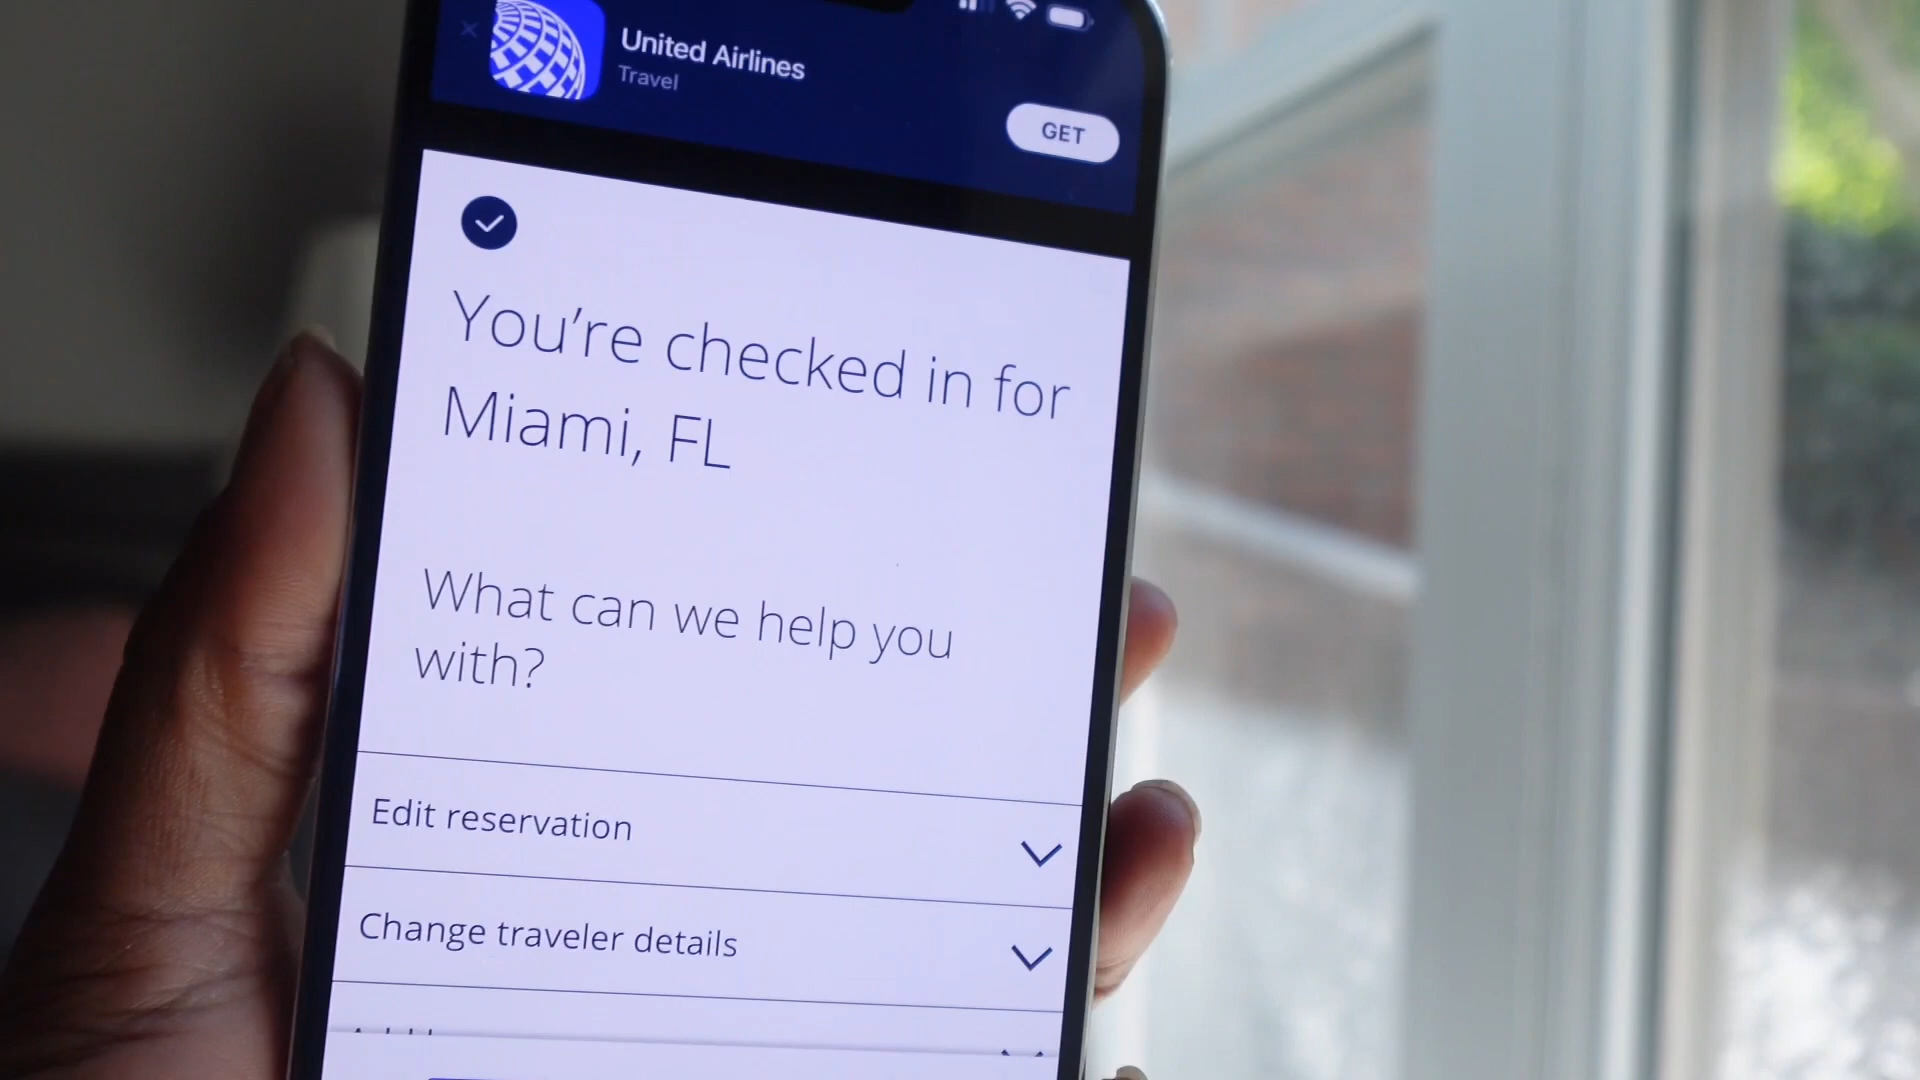 United Airlines
Travel
GET
You're checked in for
Miami, FL
What can we help you
with?
Edit reservation
Change traveler details